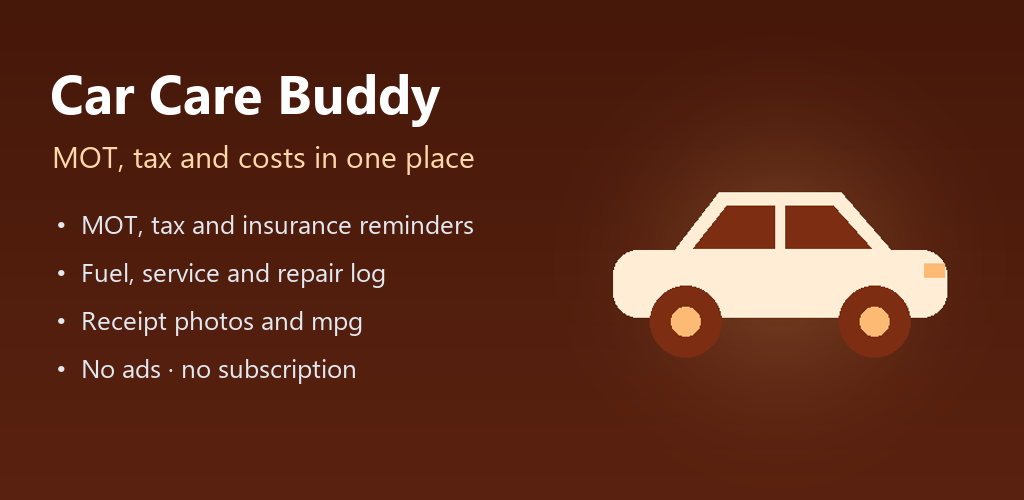 Car Care Buddy
MOT, tax and costs in one place
• MOT, tax and insurance reminders
• Fuel, service and repair log
• Receipt photos and mpg
• No ads · no subscription